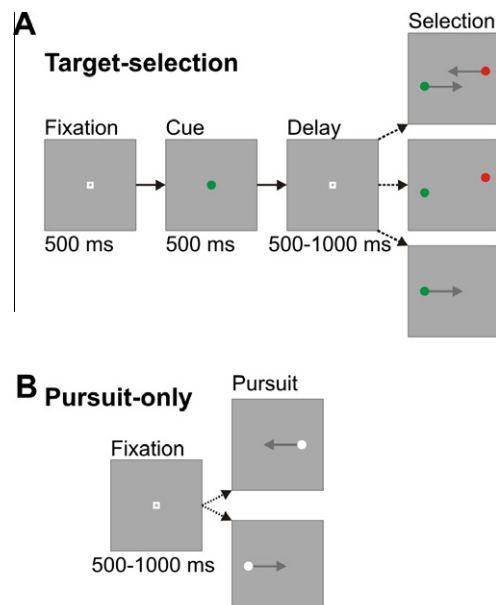 A
Target-selection
Selection
Fixation
Cue
Delay
500 ms
500 ms
500-1000 ms
B
Pursuit-only
Pursuit
Fixation
500-1000 ms